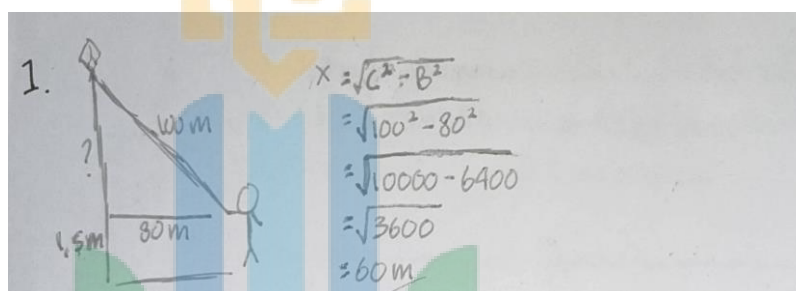 1.
100 m
?
1,5m
80 m
X = √C² - B²
= √100² - 80²
= √10000 - 6400
= √3600
= 60 m